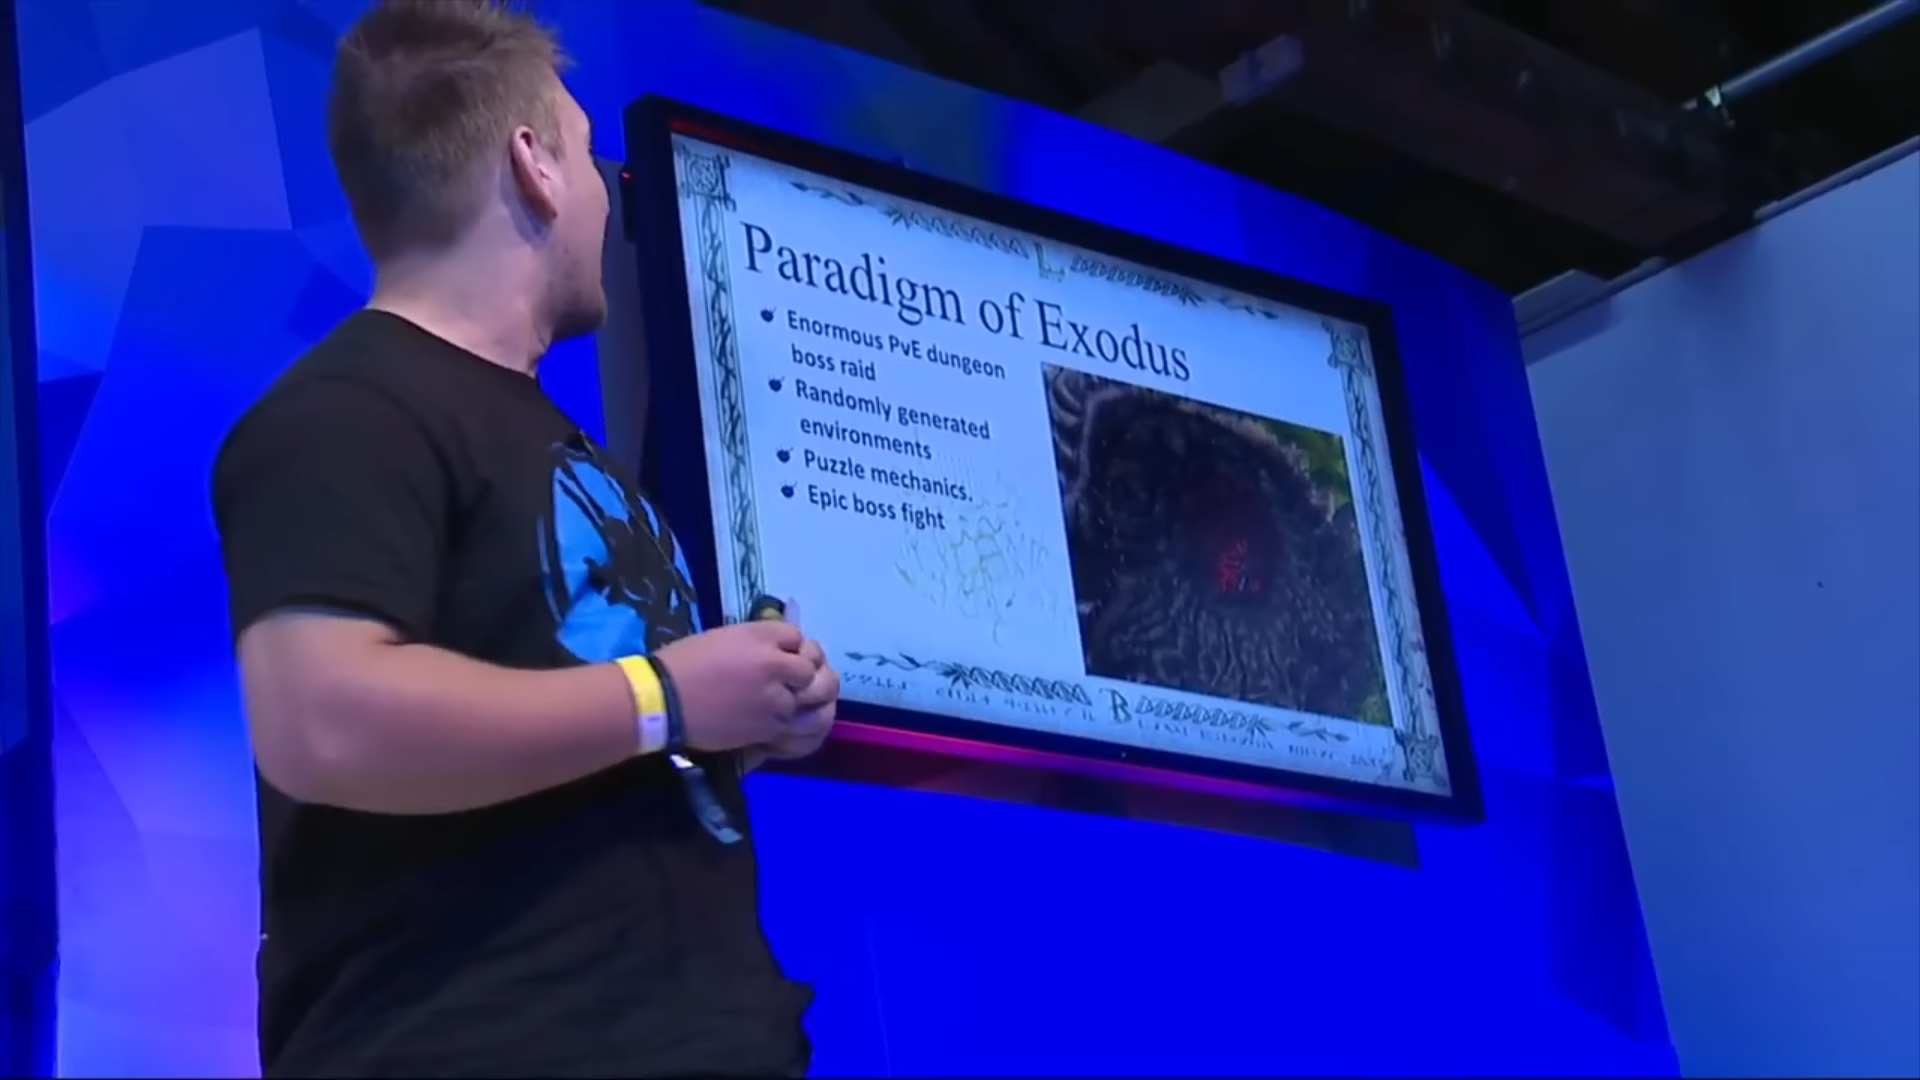 Paradigm of Exodus
Enormous PvE dungeon
boss raid
Randomly generated
environments
Puzzle mechanics.
Epic boss fight
L
B